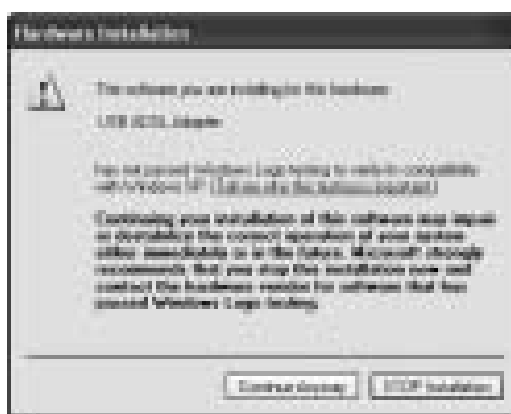 Hardware Installation
The software you are installing for this hardware:
USB ADSL Adapter
has not passed Windows Logo testing to verify its compatibility
with Windows XP. (Tell me why this testing is important.)
Continuing your installation of this software may impair
or destabilize the correct operation of your system
either immediately or in the future. Microsoft strongly
recommends that you stop this installation now and
contact the hardware vendor for software that has
passed Windows Logo testing.
Continue Anyway
STOP Installation